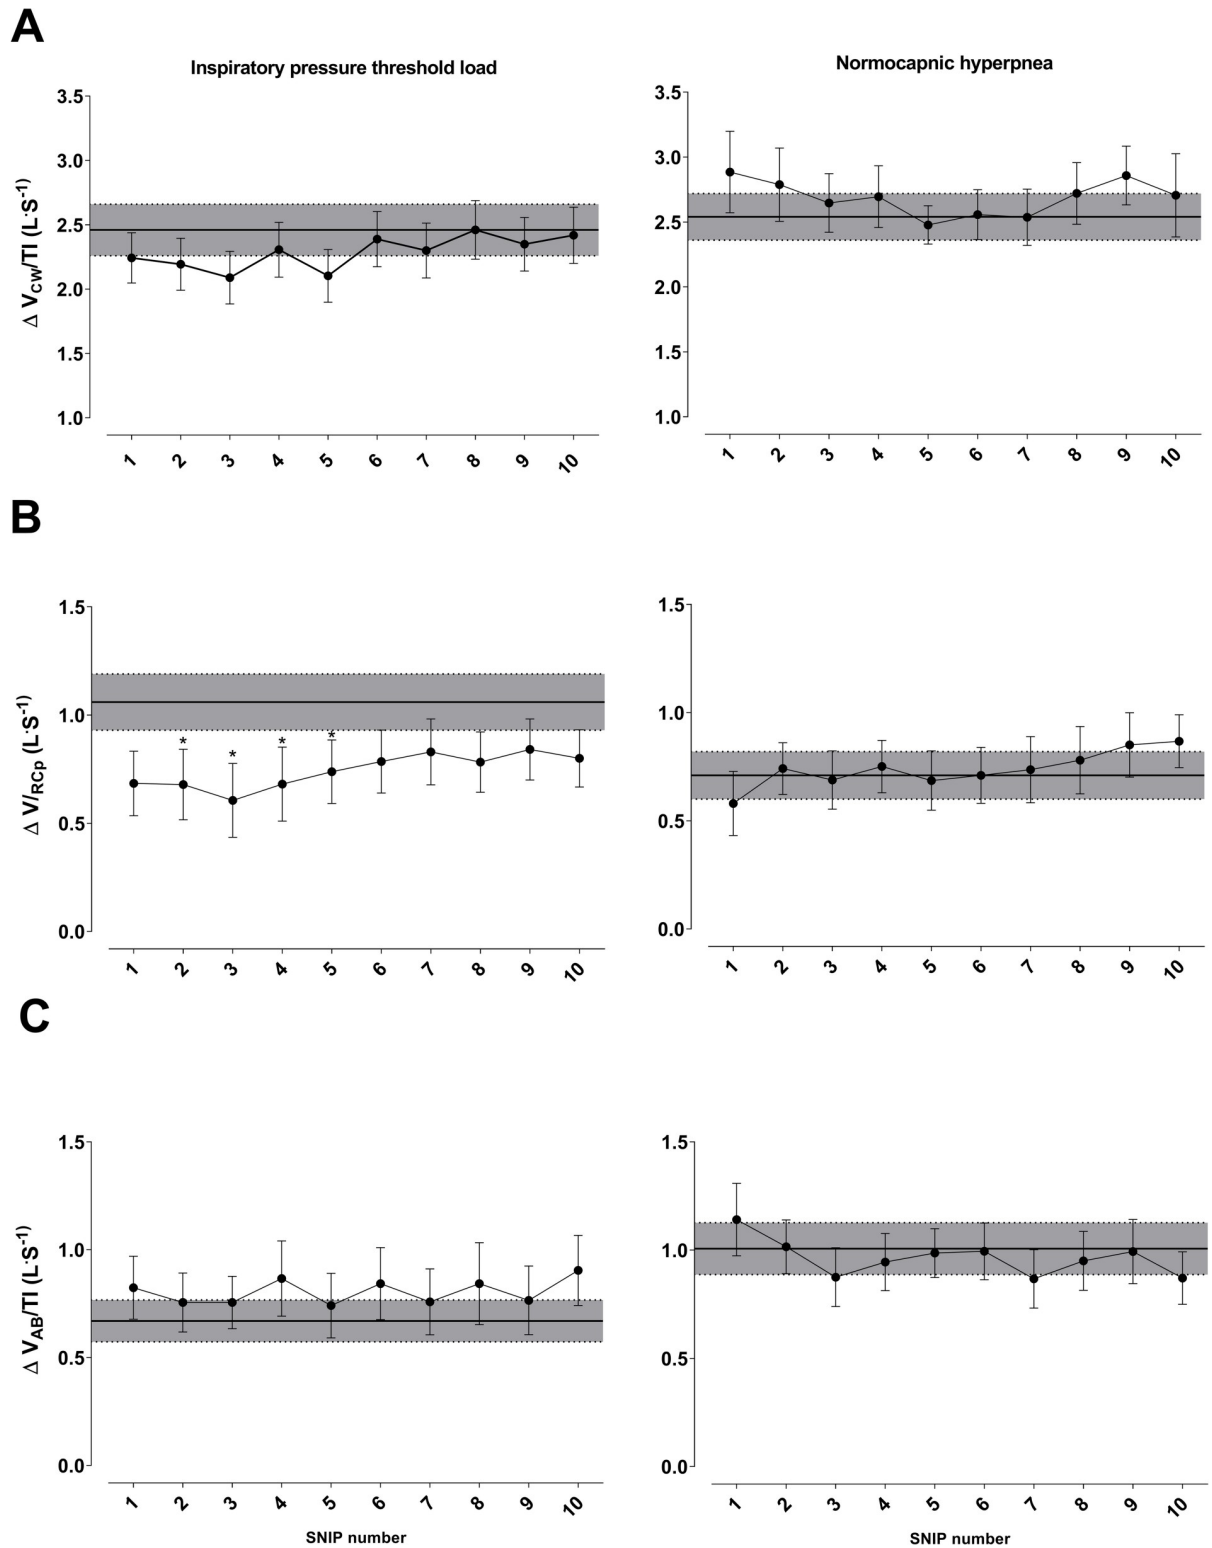 A
Inspiratory pressure threshold load
Normocapnic hyperpnea
Δ V_CW/TI (L·S⁻¹)
3.5
3.0
2.5
2.0
1.5
1.0
1 2 3 4 5 6 7 8 9 10
3.5
3.0
2.5
2.0
1.5
1.0
1 2 3 4 5 6 7 8 9 10
B
Δ V/RCp (L·S⁻¹)
1.5
1.0
0.5
0.0
* * * *
1 2 3 4 5 6 7 8 9 10
1.5
1.0
0.5
0.0
1 2 3 4 5 6 7 8 9 10
C
Δ V_AB/TI (L·S⁻¹)
1.5
1.0
0.5
0.0
1 2 3 4 5 6 7 8 9 10
SNIP number
1.5
1.0
0.5
0.0
1 2 3 4 5 6 7 8 9 10
SNIP number